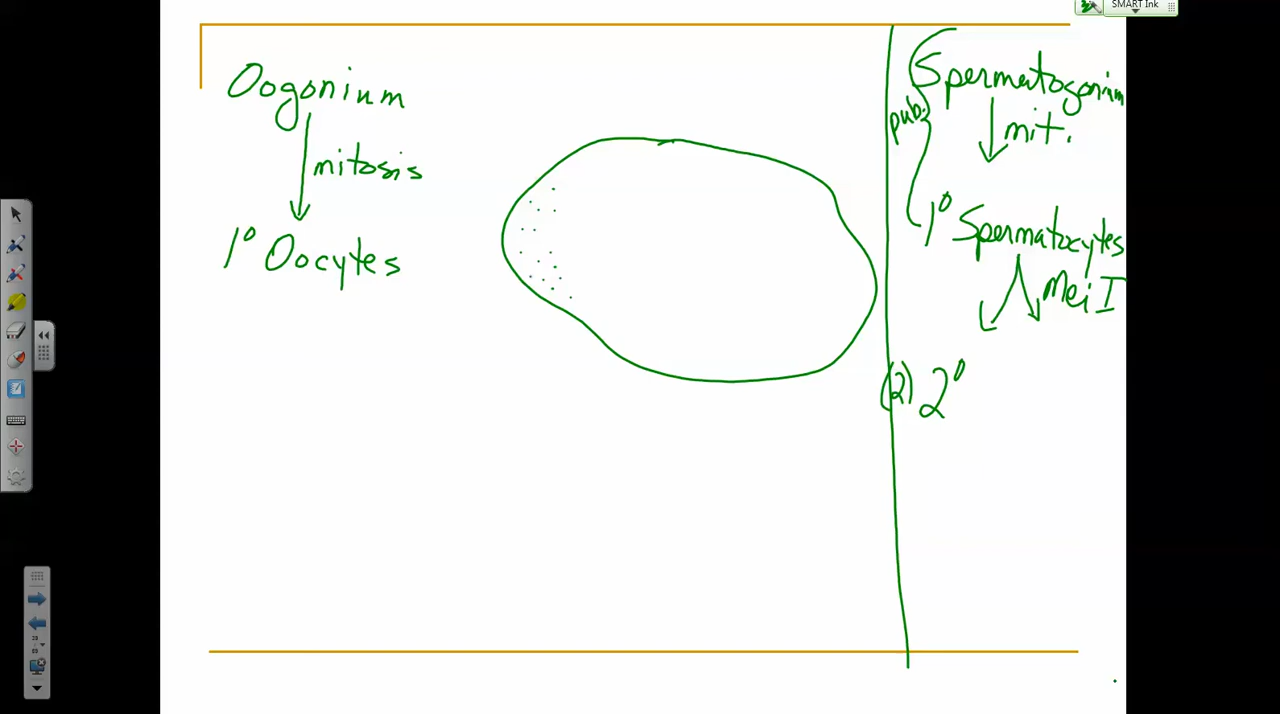 SMART Ink
Oogonium
mitosis
1° Oocytes
Spermatogonium
pub.
mit.
1° Spermatocytes
Mei I
(2) 2°